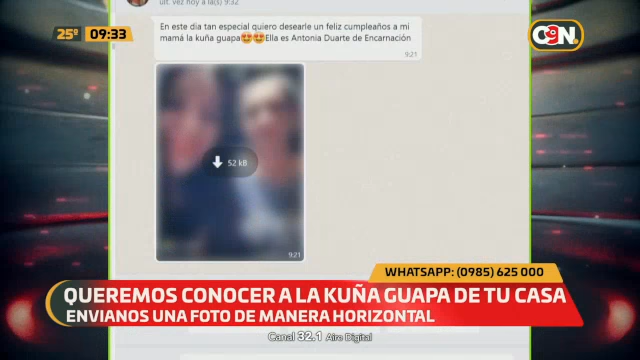 últ. vez hoy a la(s) 9:32
25º
09:33
C9N
En este dia tan especial quiero desearle un feliz cumpleaños a mi
mamá la kuña guapa😍😍Ella es Antonia Duarte de Encarnación
9:21
52 kB
9:21
WHATSAPP: (0985) 625 000
QUEREMOS CONOCER A LA KUÑA GUAPA DE TU CASA
ENVIANOS UNA FOTO DE MANERA HORIZONTAL
Canal 32.1 Aire Digital